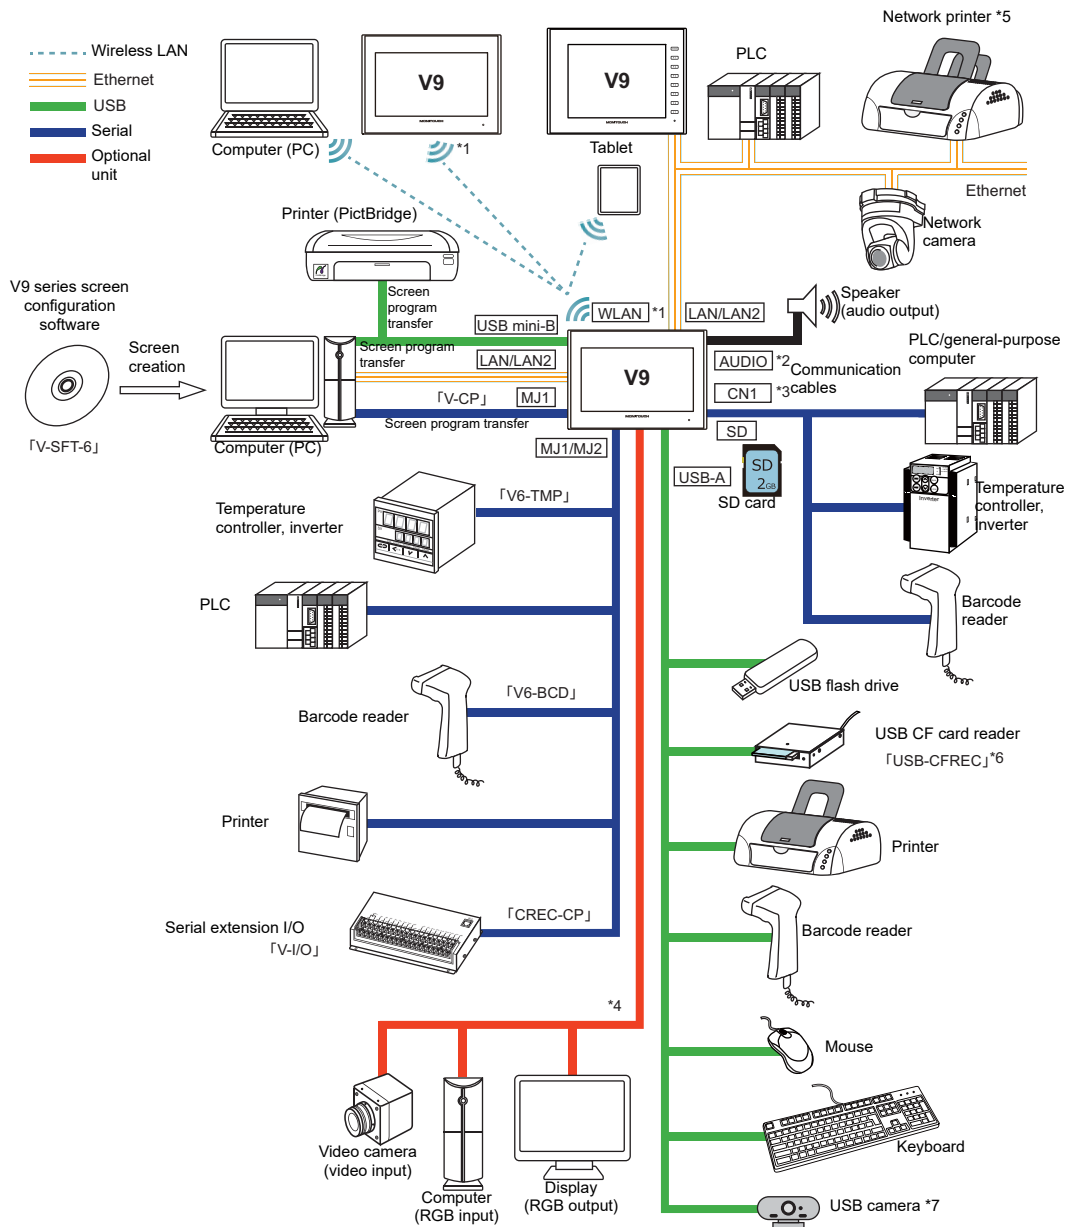 Network printer *5
Wireless LAN
Ethernet
USB
Serial
Optional
unit
V9
MONITOUCH
V9
MONITOUCH
PLC
Computer (PC)
*1
Tablet
Ethernet
Printer (PictBridge)
Network
camera
V9 series screen
configuration
software
Screen
program
transfer
USB mini-B
WLAN
*1
LAN/LAN2
Speaker
(audio output)
Screen
creation
Screen program
transfer
LAN/LAN2
V9
MONITOUCH
AUDIO
*2
Communication
cables
PLC/general-purpose
computer
「V-CP」
MJ1
CN1
*3
Screen program transfer
「V-SFT-6」
Computer (PC)
MJ1/MJ2
SD
USB-A
SD
2GB
SD card
「V6-TMP」
Temperature
controller, inverter
Inverter
Temperature
controller,
inverter
PLC
Barcode
reader
Barcode reader
「V6-BCD」
USB flash drive
USB CF card reader
「USB-CFREC」*6
Printer
Printer
Serial extension I/O
「V-I/O」
「CREC-CP」
Barcode reader
*4
Mouse
Video camera
(video input)
Computer
(RGB input)
Display
(RGB output)
Keyboard
USB camera *7